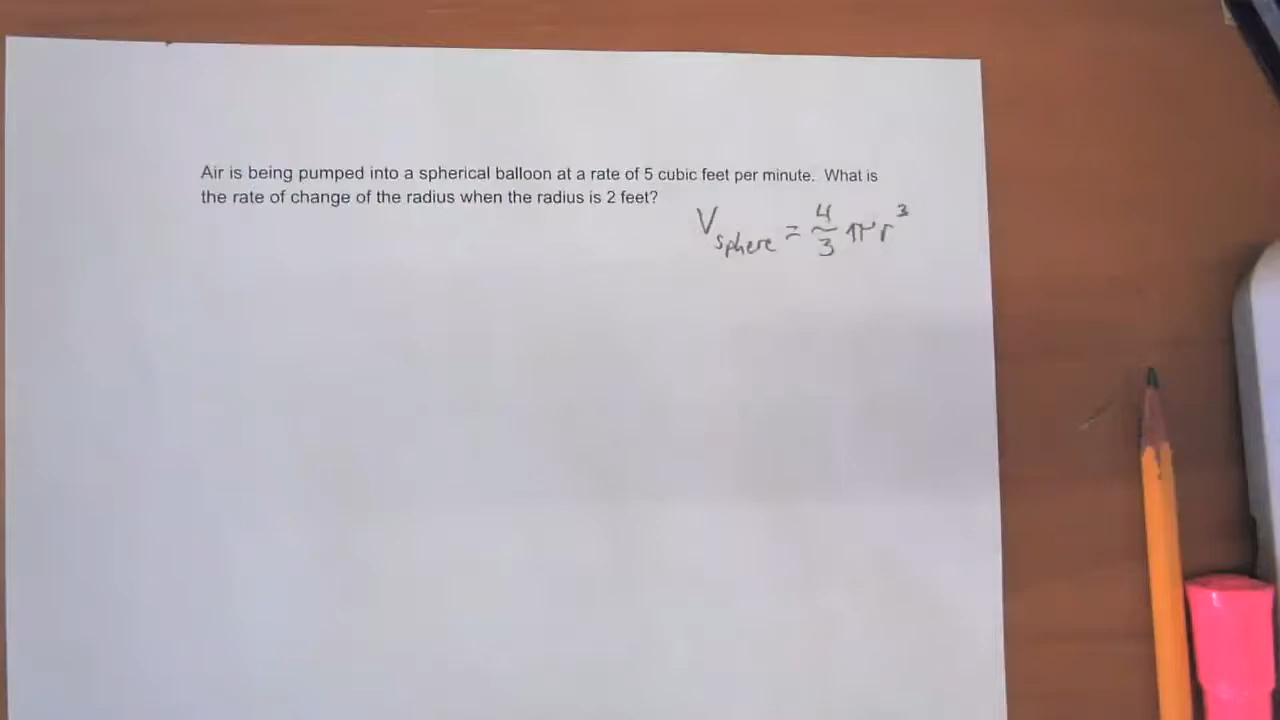 Air is being pumped into a spherical balloon at a rate of 5 cubic feet per minute.  What is
the rate of change of the radius when the radius is 2 feet?
V_sphere = 4/3 πr³